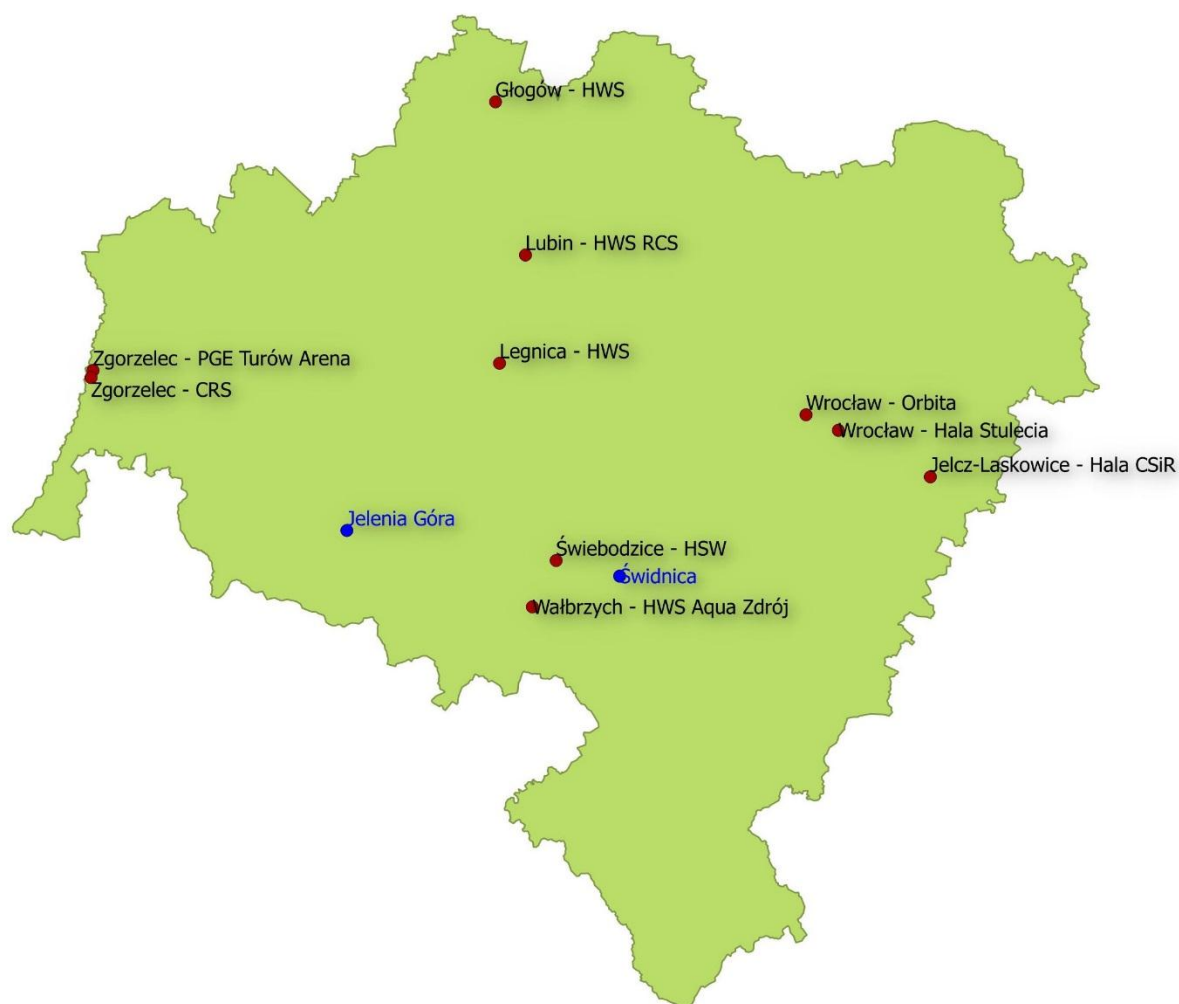 Głogów - HWS
Lubin - HWS RCS
Legnica - HWS
Zgorzelec - PGE Turów Arena
Zgorzelec - CRS
Wrocław - Orbita
Wrocław - Hala Stulecia
Jelcz-Laskowice - Hala CSiR
Jelenia Góra
Świebodzice - HSW
Świdnica
Wałbrzych - HWS Aqua Zdrój